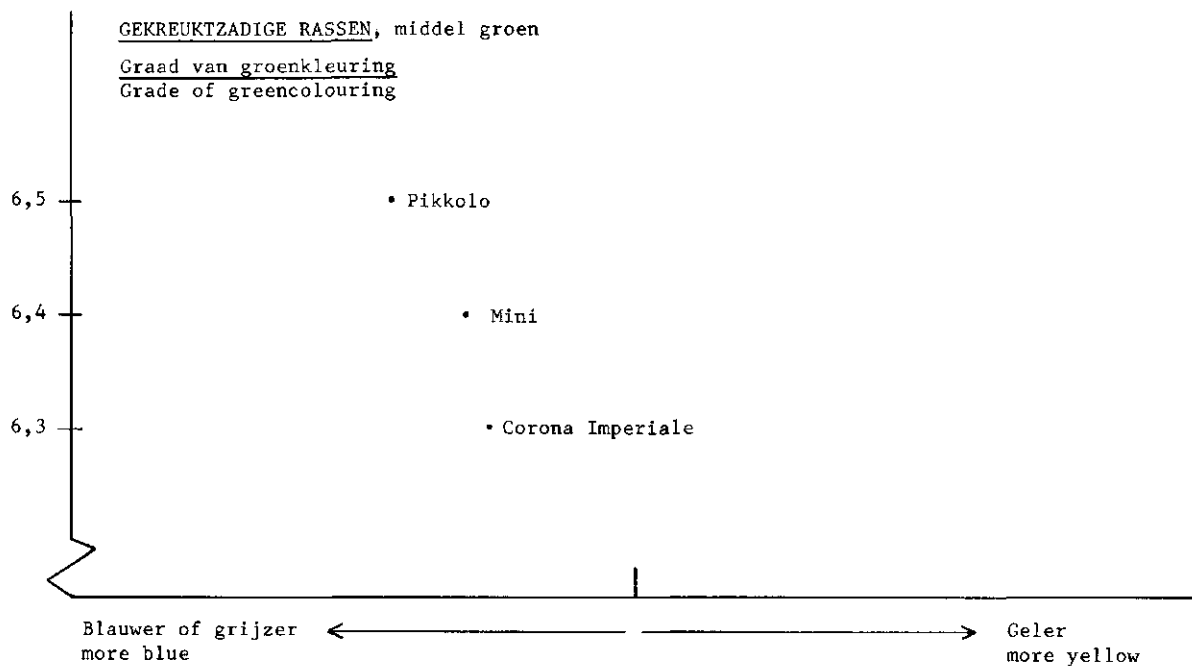 GEKREUKTZADIGE RASSEN, middel groen
Graad van groenkleuring
Grade of greencolouring
6,5
Pikkolo
6,4
Mini
6,3
Corona Imperiale
Blauwer of grijzer
more blue
Geler
more yellow